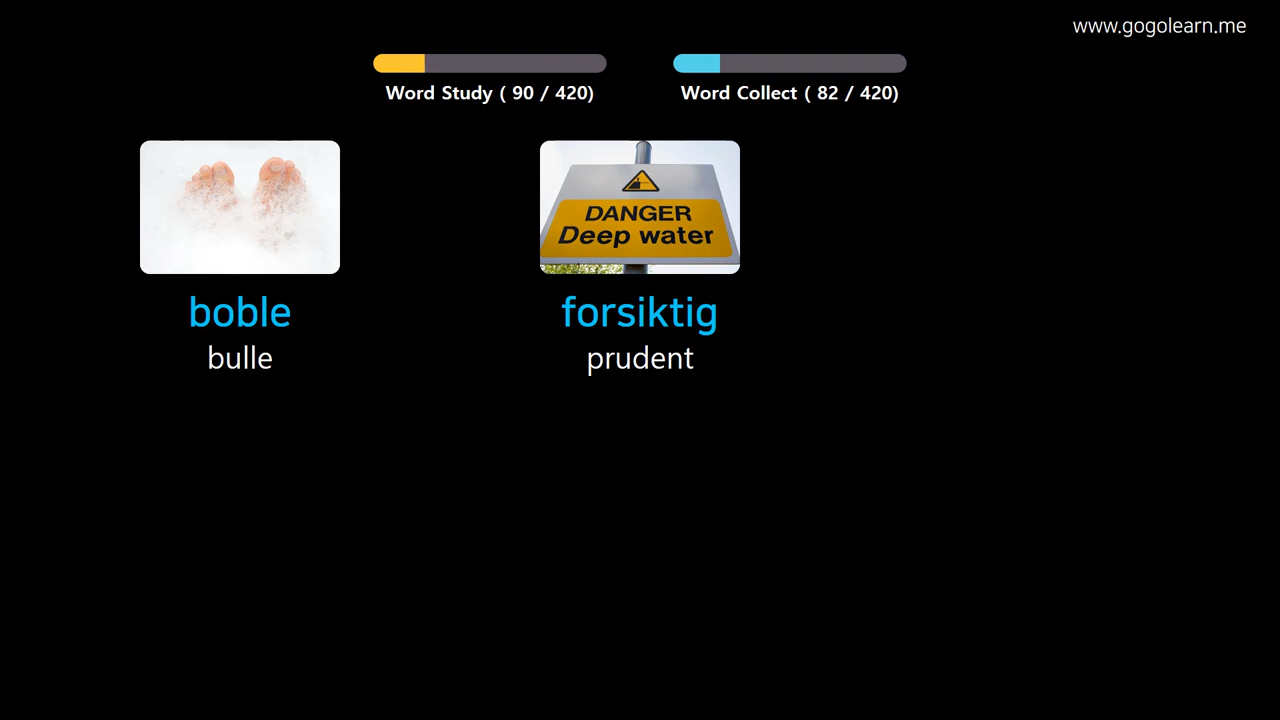 www.gogolearn.me
Word Study ( 90 / 420)
Word Collect ( 82 / 420)
DANGER
Deep water
boble
bulle
forsiktig
prudent